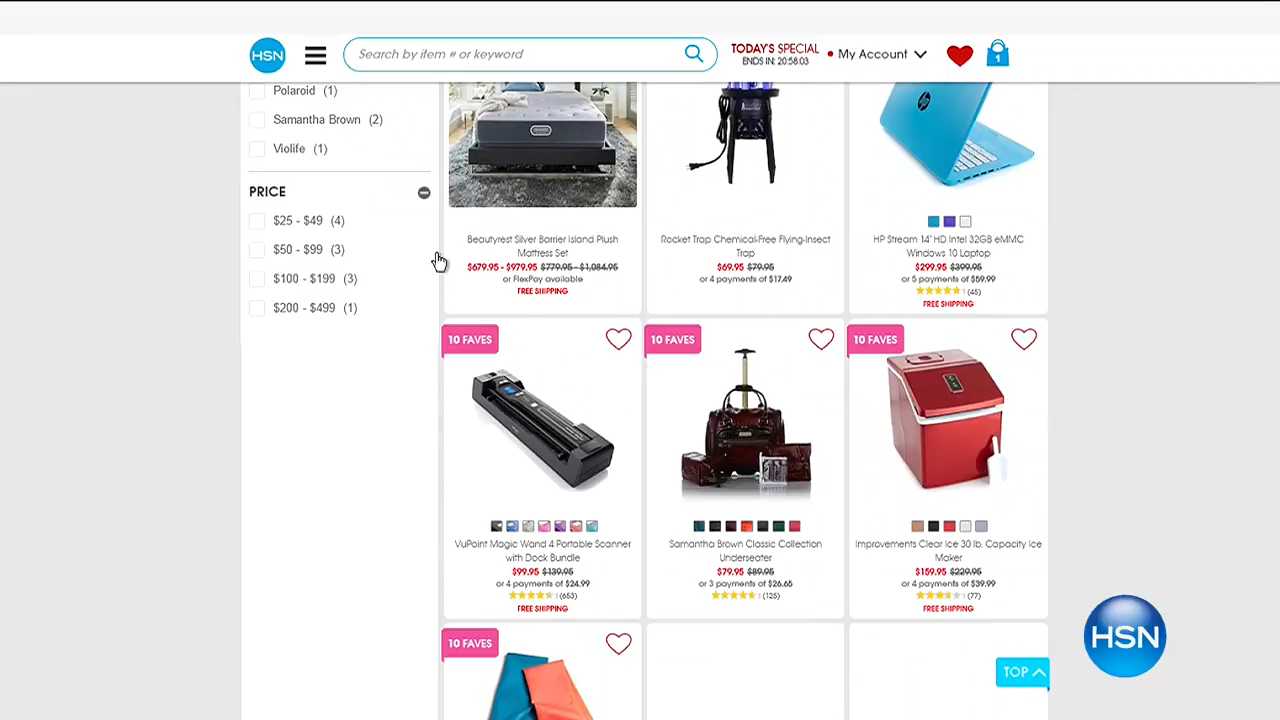 HSN
Search by item # or keyword
TODAY'S SPECIAL
ENDS IN: 20:58:03
My Account
1
Polaroid (1)
Samantha Brown (2)
Violife (1)
PRICE
$25 - $49 (4)
$50 - $99 (3)
$100 - $199 (3)
$200 - $499 (1)
Beautyrest Silver Barrier Island Plush
Mattress Set
$679.95 - $979.95 $779.95 - $1,084.95
or FlexPay available
FREE SHIPPING
Rocket Trap Chemical-Free Flying-Insect
Trap
$69.95 $79.95
or 4 payments of $17.49
HP Stream 14" HD Intel 32GB eMMC
Windows 10 Laptop
$299.95 $399.95
or 5 payments of $59.99
(45)
FREE SHIPPING
10 FAVES
VuPoint Magic Wand 4 Portable Scanner
with Dock Bundle
$99.95 $139.95
or 4 payments of $24.99
(653)
FREE SHIPPING
10 FAVES
Samantha Brown Classic Collection
Underseater
$79.95 $89.95
or 3 payments of $26.65
(125)
10 FAVES
Improvements Clear Ice 30 lb. Capacity Ice
Maker
$159.95 $229.95
or 4 payments of $39.99
(77)
FREE SHIPPING
10 FAVES
TOP
HSN